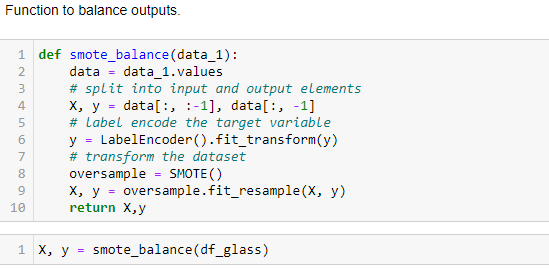 Function to balance outputs.
1 def smote_balance(data_1):
2     data = data_1.values
3     # split into input and output elements
4     X, y = data[:, :-1], data[:, -1]
5     # label encode the target variable
6     y = LabelEncoder().fit_transform(y)
7     # transform the dataset
8     oversample = SMOTE()
9     X, y = oversample.fit_resample(X, y)
10     return X,y
1 X, y = smote_balance(df_glass)